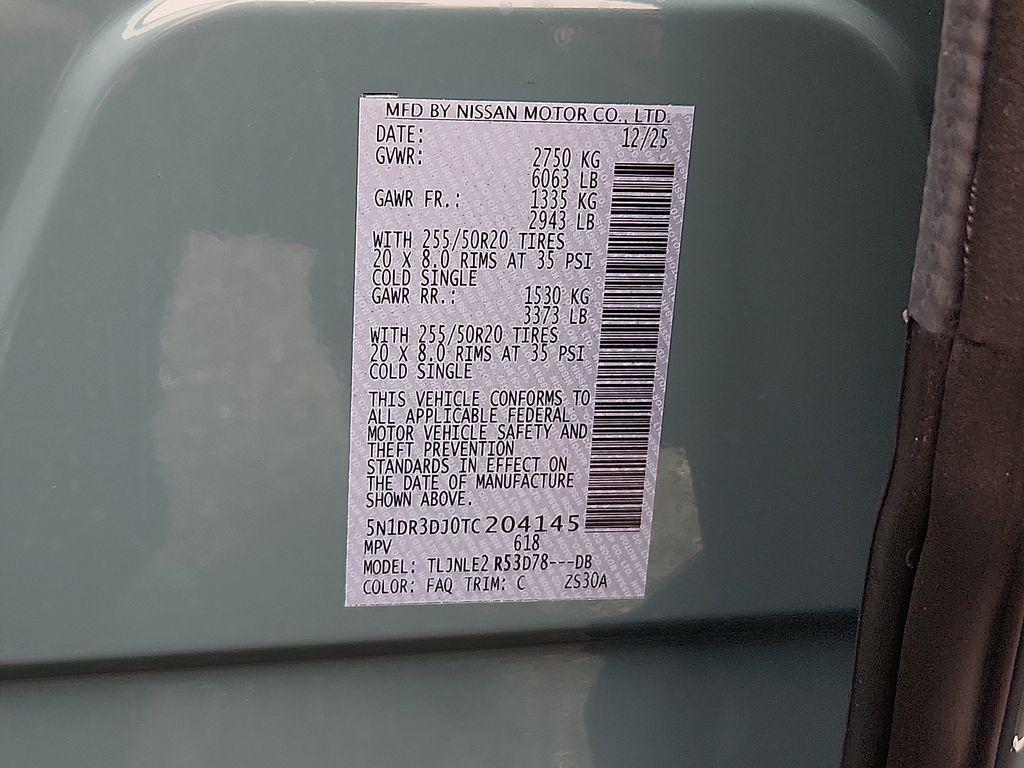 MFD BY NISSAN MOTOR CO., LTD.
DATE: 12/25
GVWR: 2750 KG
6063 LB
GAWR FR.: 1335 KG
2943 LB
WITH 255/50R20 TIRES
20 X 8.0 RIMS AT 35 PSI
COLD SINGLE
GAWR RR.: 1530 KG
3373 LB
WITH 255/50R20 TIRES
20 X 8.0 RIMS AT 35 PSI
COLD SINGLE
THIS VEHICLE CONFORMS TO
ALL APPLICABLE FEDERAL
MOTOR VEHICLE SAFETY AND
THEFT PREVENTION
STANDARDS IN EFFECT ON
THE DATE OF MANUFACTURE
SHOWN ABOVE.
5N1DR3DJ0TC204145
MPV 618
MODEL: TLJNLE2 R53D78---DB
COLOR: FAQ TRIM: C ZS30A